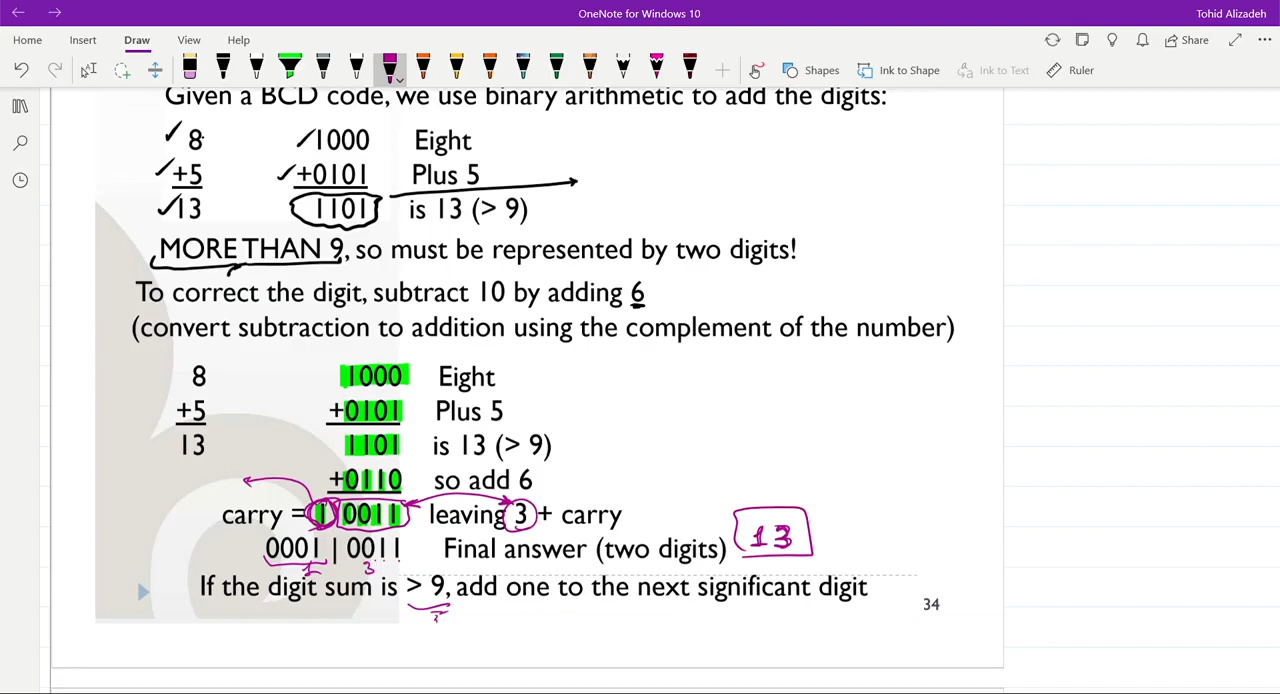 OneNote for Windows 10
Tohid Alizadeh
Home Insert Draw View Help
Share
Shapes Ink to Shape Ink to Text Ruler
Given a BCD code, we use binary arithmetic to add the digits:
8 1000 Eight
+5 +0101 Plus 5
13 1101 is 13 (> 9)
MORE THAN 9, so must be represented by two digits!
To correct the digit, subtract 10 by adding 6
(convert subtraction to addition using the complement of the number)
8 1000 Eight
+5 +0101 Plus 5
13 1101 is 13 (> 9)
+0110 so add 6
carry = 1 0011 leaving 3 + carry
0001 | 0011 Final answer (two digits) 13
1 3
If the digit sum is > 9, add one to the next significant digit
34